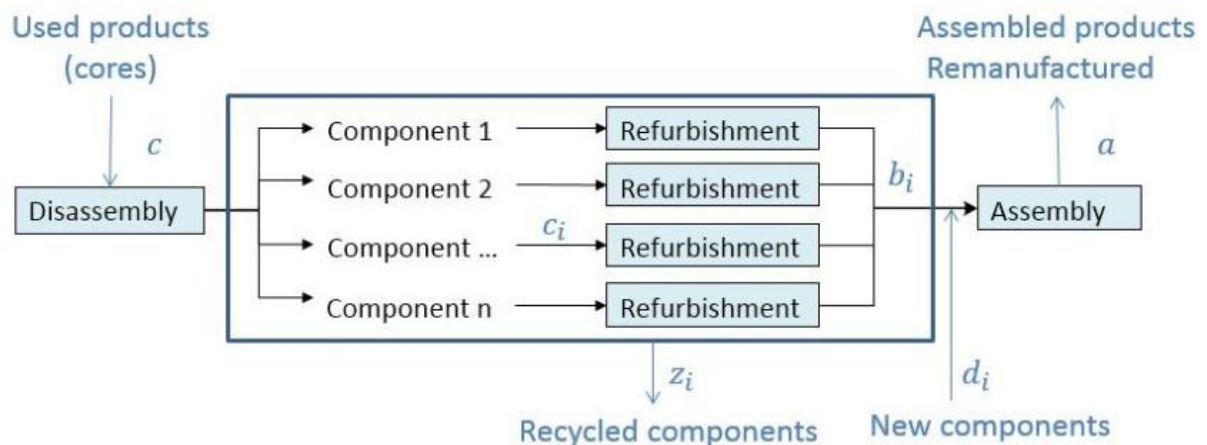 Used products
(cores)
c
Disassembly
Component 1
Component 2
Component ...
Component n
c_i
Refurbishment
Refurbishment
Refurbishment
Refurbishment
b_i
z_i
Recycled components
d_i
New components
Assembly
a
Assembled products
Remanufactured